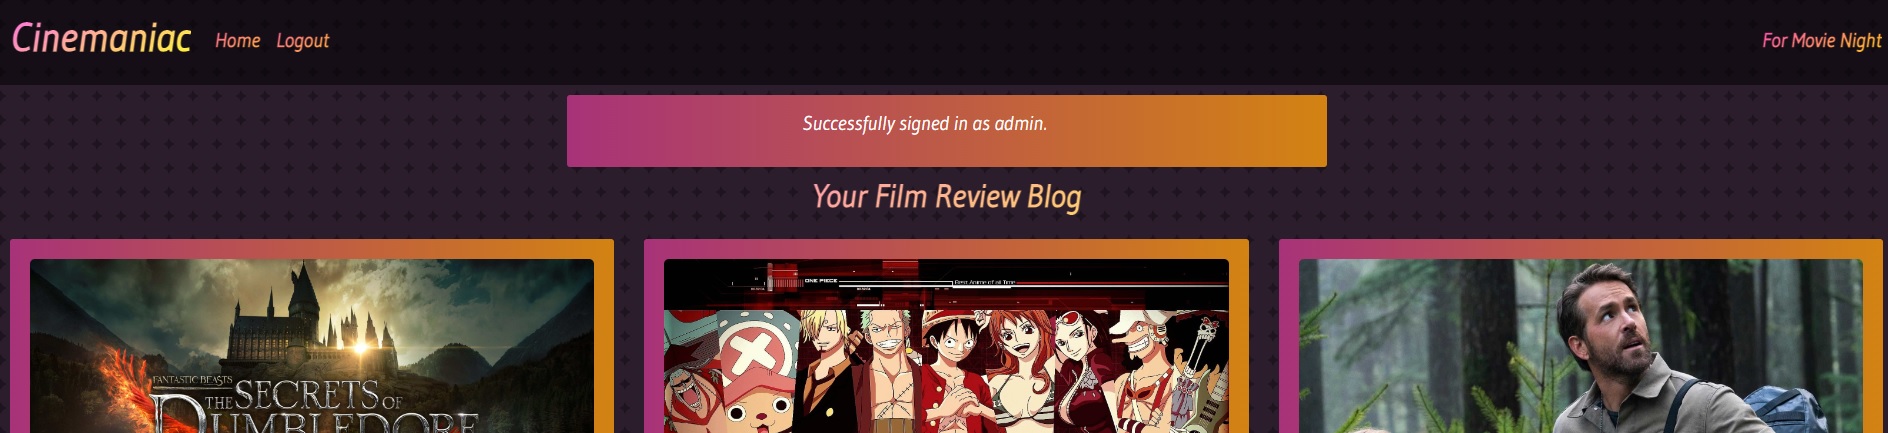 Cinemaniac Home Logout For Movie Night
Successfully signed in as admin.
Your Film Review Blog
FANTASTIC BEASTS
THE SECRETS OF
DUMBLEDORE
ONE PIECE
Best Anime of all Time